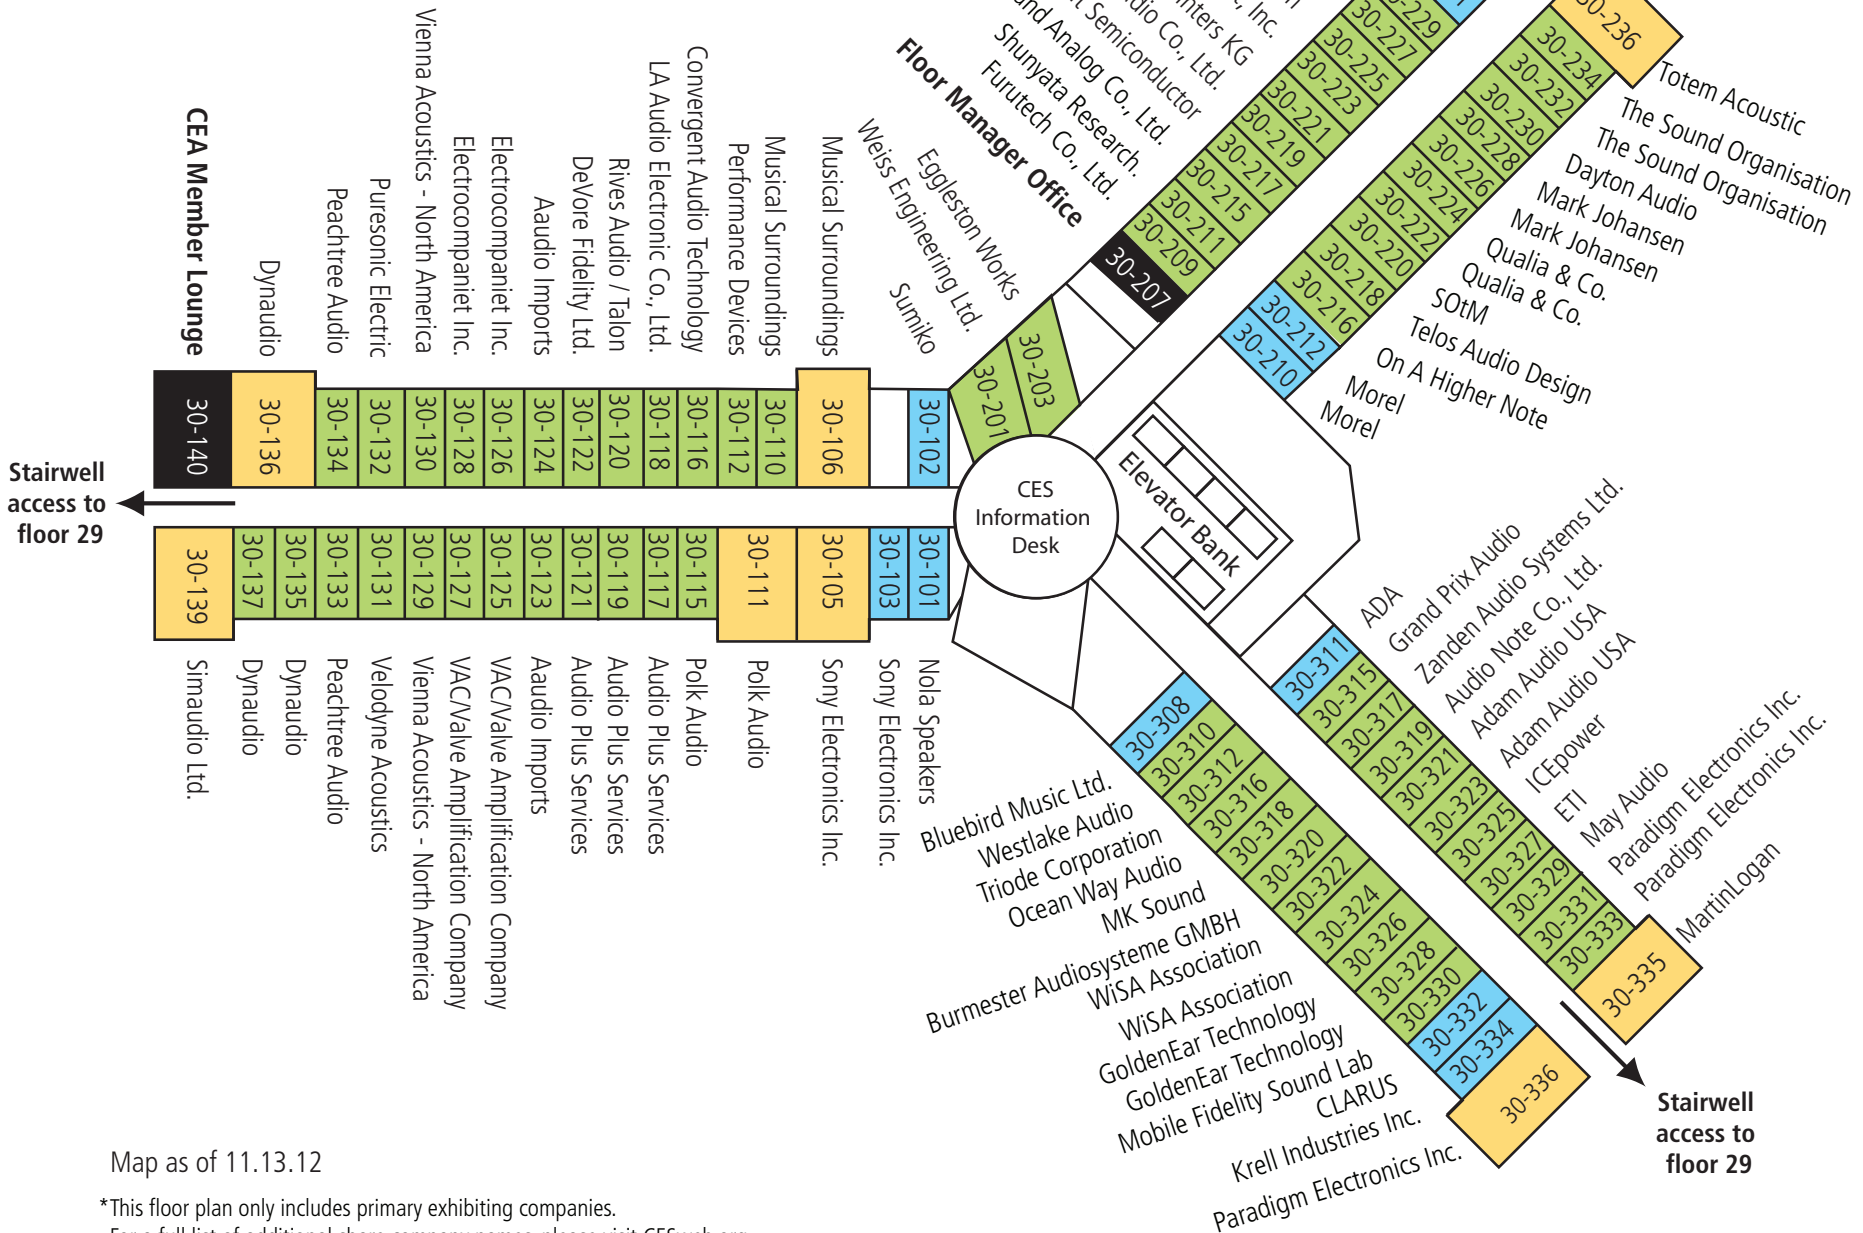 CEA Member Lounge
Dynaudio
Peachtree Audio
Puresonic Electric
Vienna Acoustics - North America
Electrocompaniet Inc.
Electrocompaniet Inc.
Aaudio Imports
DeVore Fidelity Ltd.
Rives Audio / Talon
LA Audio Electronic Co., Ltd.
Convergent Audio Technology
Performance Devices
Musical Surroundings
Musical Surroundings
Sumiko
Weiss Engineering Ltd.
Eggleston Works
30-140
30-136
30-134
30-132
30-130
30-128
30-126
30-124
30-122
30-120
30-118
30-116
30-112
30-110
30-106
30-102
30-201
30-203
Stairwell
access to
floor 29
30-139
30-137
30-135
30-133
30-131
30-129
30-127
30-125
30-123
30-121
30-119
30-117
30-115
30-111
30-105
30-103
30-101
Simaudio Ltd.
Dynaudio
Dynaudio
Peachtree Audio
Velodyne Acoustics
Vienna Acoustics - North America
VAC/Valve Amplification Company
VAC/Valve Amplification Company
Aaudio Imports
Audio Plus Services
Audio Plus Services
Audio Plus Services
Polk Audio
Polk Audio
Sony Electronics Inc.
Sony Electronics Inc.
Nola Speakers
CES
Information
Desk
Elevator Bank
Inc.
KG
Co., Ltd.
Semiconductor
Analog Co., Ltd.
Shunyata Research.
Furutech Co., Ltd.
Floor Manager Office
30-229
30-227
30-225
30-223
30-221
30-219
30-217
30-215
30-211
30-209
30-207
30-236
30-234
30-232
30-230
30-228
30-226
30-224
30-222
30-220
30-218
30-216
30-212
30-210
Totem Acoustic
The Sound Organisation
The Sound Organisation
Dayton Audio
Mark Johansen
Mark Johansen
Qualia & Co.
Qualia & Co.
SOtM
Telos Audio Design
On A Higher Note
Morel
Morel
ADA
Grand Prix Audio
Zanden Audio Systems Ltd.
Audio Note Co., Ltd.
Adam Audio USA
Adam Audio USA
ICEpower
ETI
May Audio
Paradigm Electronics Inc.
Paradigm Electronics Inc.
MartinLogan
30-311
30-315
30-317
30-319
30-321
30-323
30-325
30-327
30-329
30-331
30-333
30-335
30-308
30-310
30-312
30-316
30-318
30-320
30-322
30-324
30-326
30-328
30-330
30-332
30-334
30-336
Bluebird Music Ltd.
Westlake Audio
Triode Corporation
Ocean Way Audio
MK Sound
Burmester Audiosysteme GMBH
WiSA Association
WiSA Association
GoldenEar Technology
GoldenEar Technology
Mobile Fidelity Sound Lab
CLARUS
Krell Industries Inc.
Paradigm Electronics Inc.
Stairwell
access to
floor 29
Map as of 11.13.12
*This floor plan only includes primary exhibiting companies.
For a full list of additional share company names, please visit CESweb.org